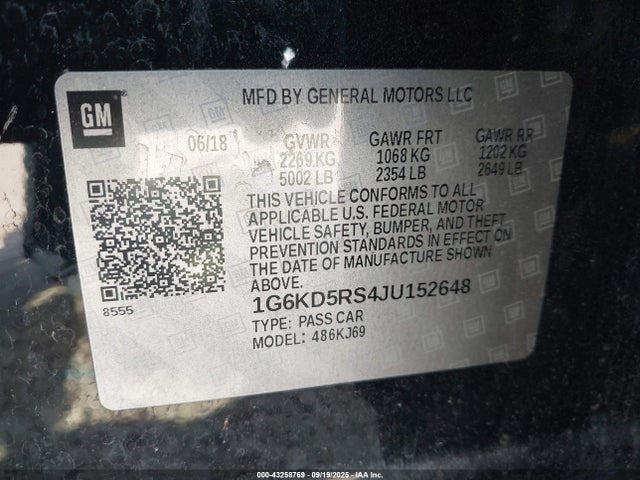 GM
MFD BY GENERAL MOTORS LLC
06/18
GVWR GAWR FRT GAWR RR
2269 KG 1068 KG 1202 KG
5002 LB 2354 LB 2649 LB
THIS VEHICLE CONFORMS TO ALL
APPLICABLE U.S. FEDERAL MOTOR
VEHICLE SAFETY, BUMPER, AND THEFT
PREVENTION STANDARDS IN EFFECT ON
THE DATE OF MANUFACTURE SHOWN
ABOVE.
1G6KD5RS4JU152648
TYPE: PASS CAR
MODEL: 486KJ69
8555
000-43258769 - 09/19/2025 - IAA Inc.